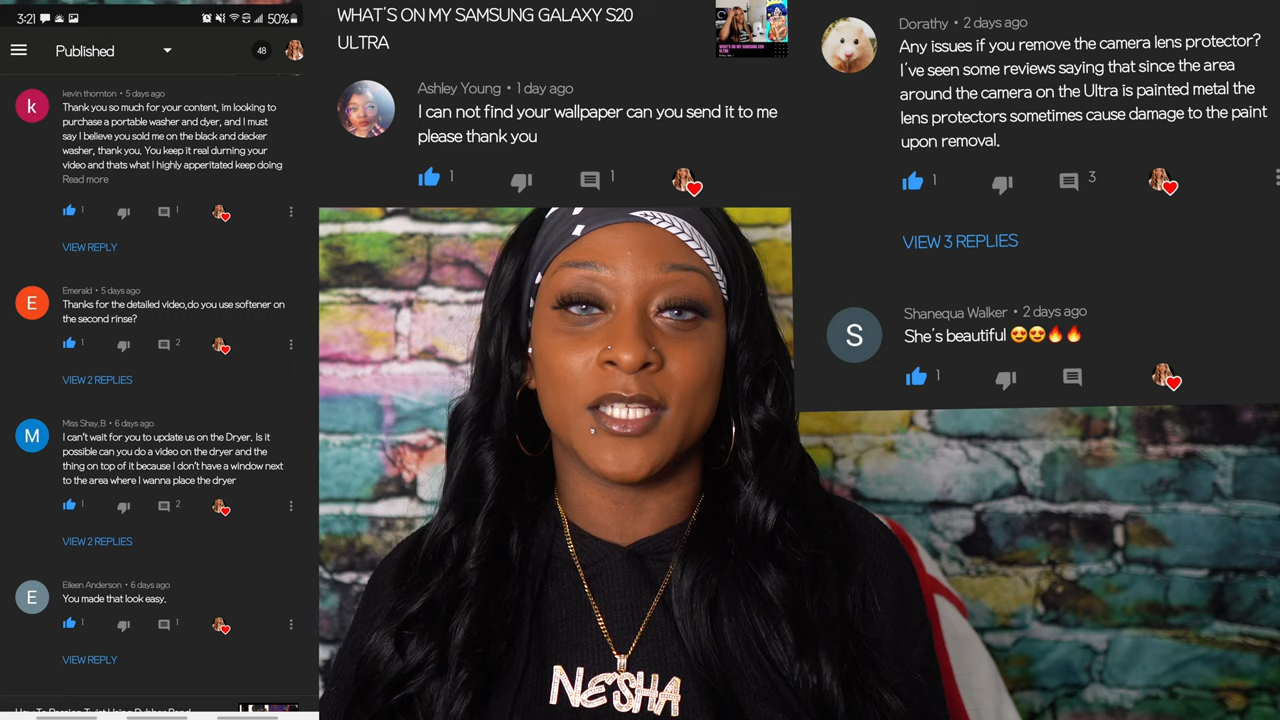 3:21
50%
Published
48
k
kevin thornton • 5 days ago
Thank you so much for your content, i'm looking to
purchase a portable washer and dyer, and I must
say I believe you sold me on the black and decker
washer, thank you. You keep it real durning your
video and thats what I highly apperitated keep doing
Read more
1
1
VIEW REPLY
E
Emerald • 5 days ago
Thanks for the detailed video,do you use softener on
the second rinse?
1
2
VIEW 2 REPLIES
M
Miss Shay,B • 6 days ago
I can't wait for you to update us on the Dryer. Is it
possible can you do a video on the dryer and the
thing on top of it because I don't have a window next
to the area where I wanna place the dryer
1
2
VIEW 2 REPLIES
E
Eileen Anderson • 6 days ago
You made that look easy.
1
1
VIEW REPLY
How To Passion Twist Using Rubber Band
WHAT'S ON MY SAMSUNG GALAXY S20
ULTRA
Ashley Young • 1 day ago
I can not find your wallpaper can you send it to me
please thank you
1
1
Dorathy • 2 days ago
Any issues if you remove the camera lens protector?
I've seen some reviews saying that since the area
around the camera on the Ultra is painted metal the
lens protectors sometimes cause damage to the paint
upon removal.
1
3
VIEW 3 REPLIES
S
Shanequa Walker • 2 days ago
She's beautiful 😍😍🔥🔥
1
NESHA